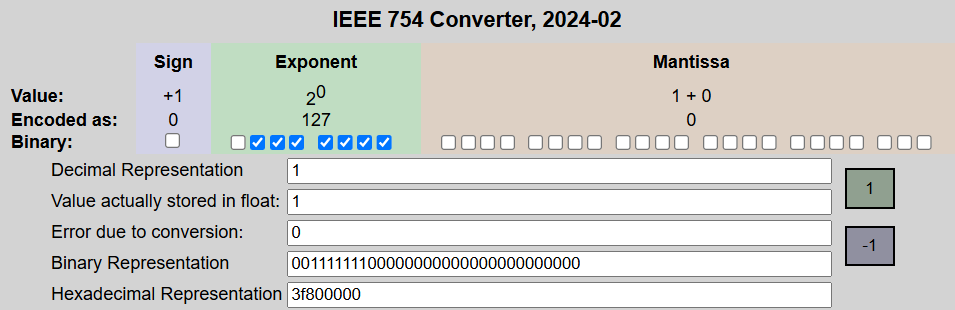 IEEE 754 Converter, 2024-02
Sign Exponent Mantissa
Value: +1 2^0 1 + 0
Encoded as: 0 127 0
Binary:
Decimal Representation 1
Value actually stored in float: 1
Error due to conversion: 0
Binary Representation 00111111100000000000000000000000
Hexadecimal Representation 3f800000
1
-1